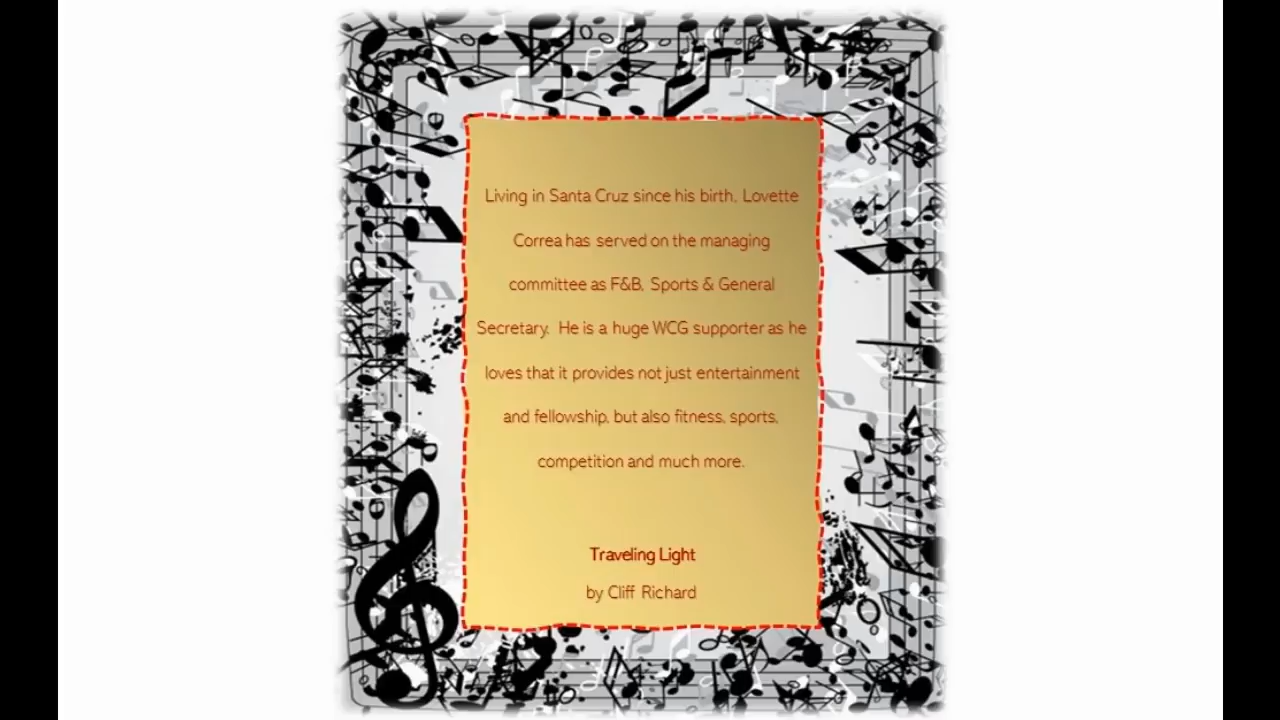 Living in Santa Cruz since his birth, Lovette
Correa has served on the managing
committee as F&B, Sports & General
Secretary. He is a huge WCG supporter as he
loves that it provides not just entertainment
and fellowship, but also fitness, sports,
competition and much more.
Traveling Light
by Cliff Richard